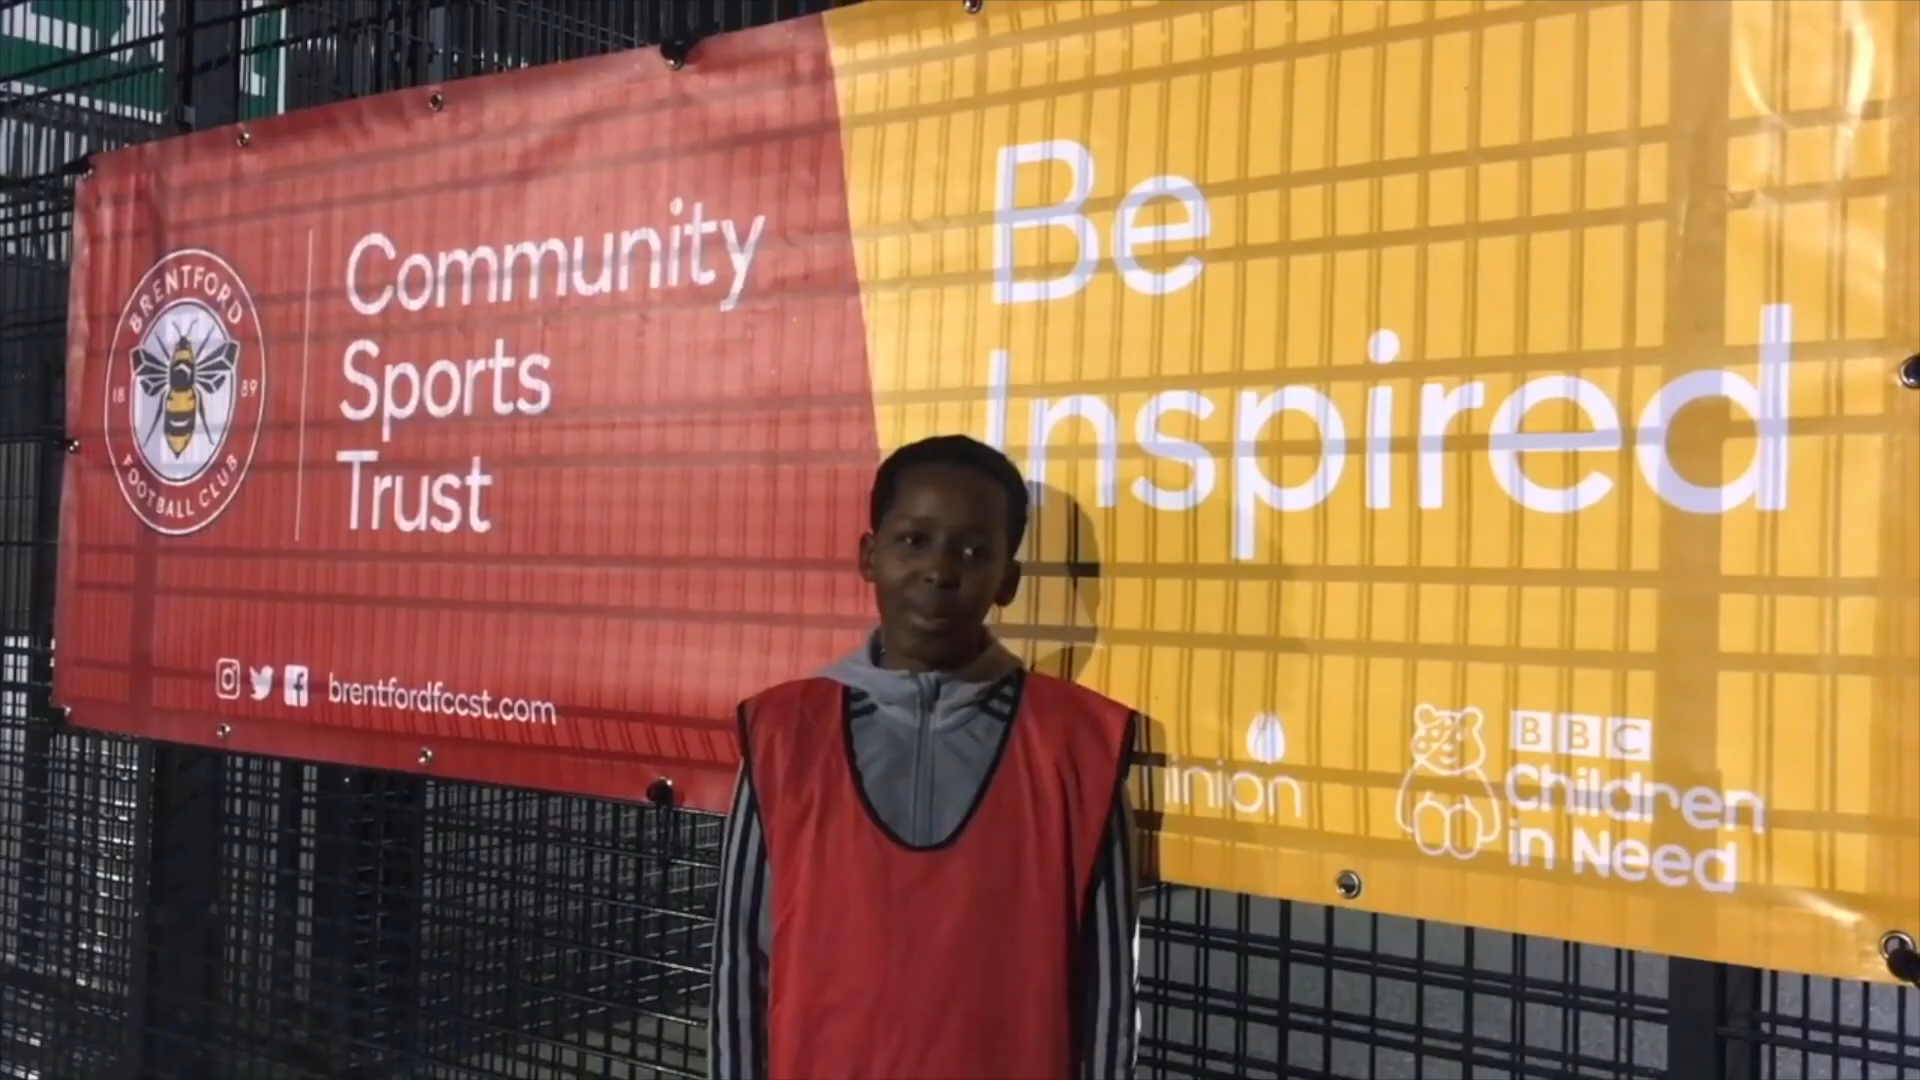 BRENTFORD
18 89
FOOTBALL CLUB
Community
Sports
Trust
brentfordfccst.com
Be
Inspired
BBC
Children
in Need